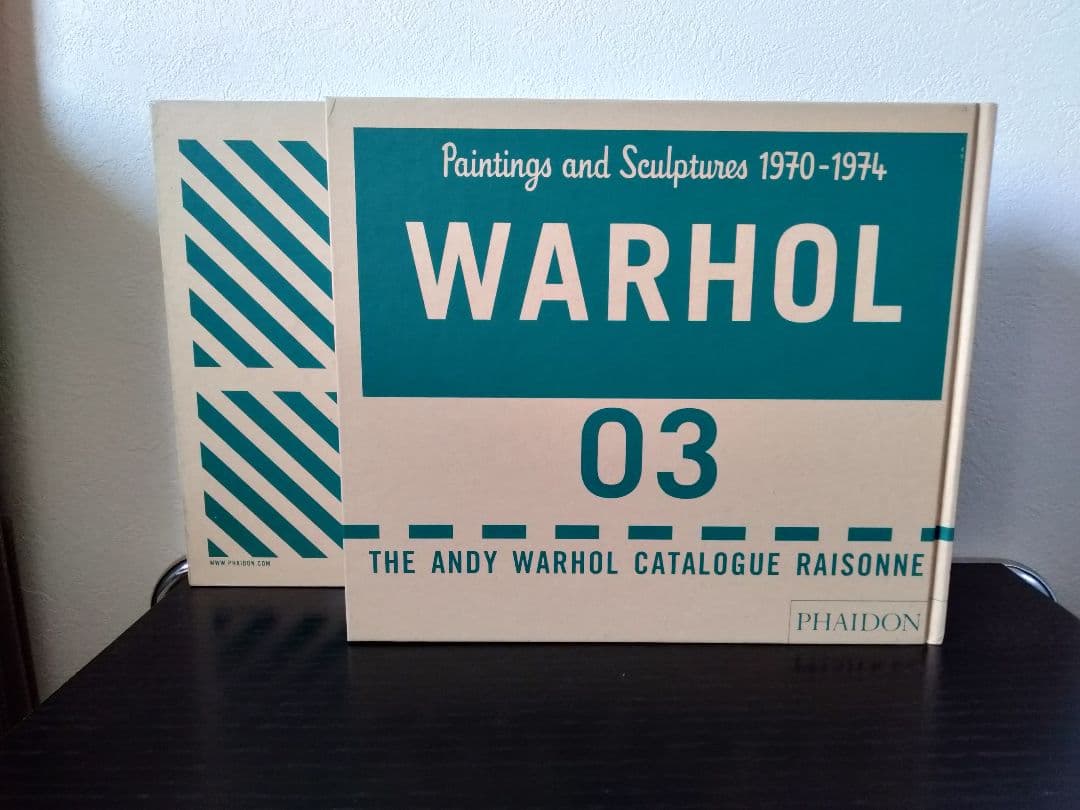 Paintings and Sculptures 1970-1974
WARHOL
03
THE ANDY WARHOL CATALOGUE RAISONNE
PHAIDON
WWW.PHAIDON.COM